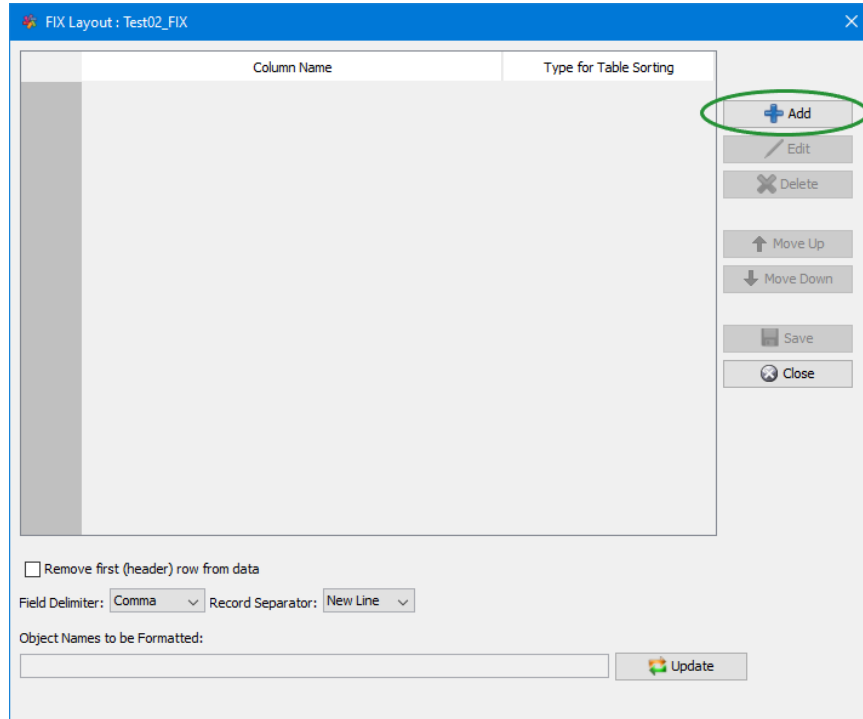 FIX Layout : Test02_FIX
Column Name Type for Table Sorting
Add
Edit
Delete
Move Up
Move Down
Save
Close
Remove first (header) row from data
Field Delimiter: Comma Record Separator: New Line
Object Names to be Formatted:
Update